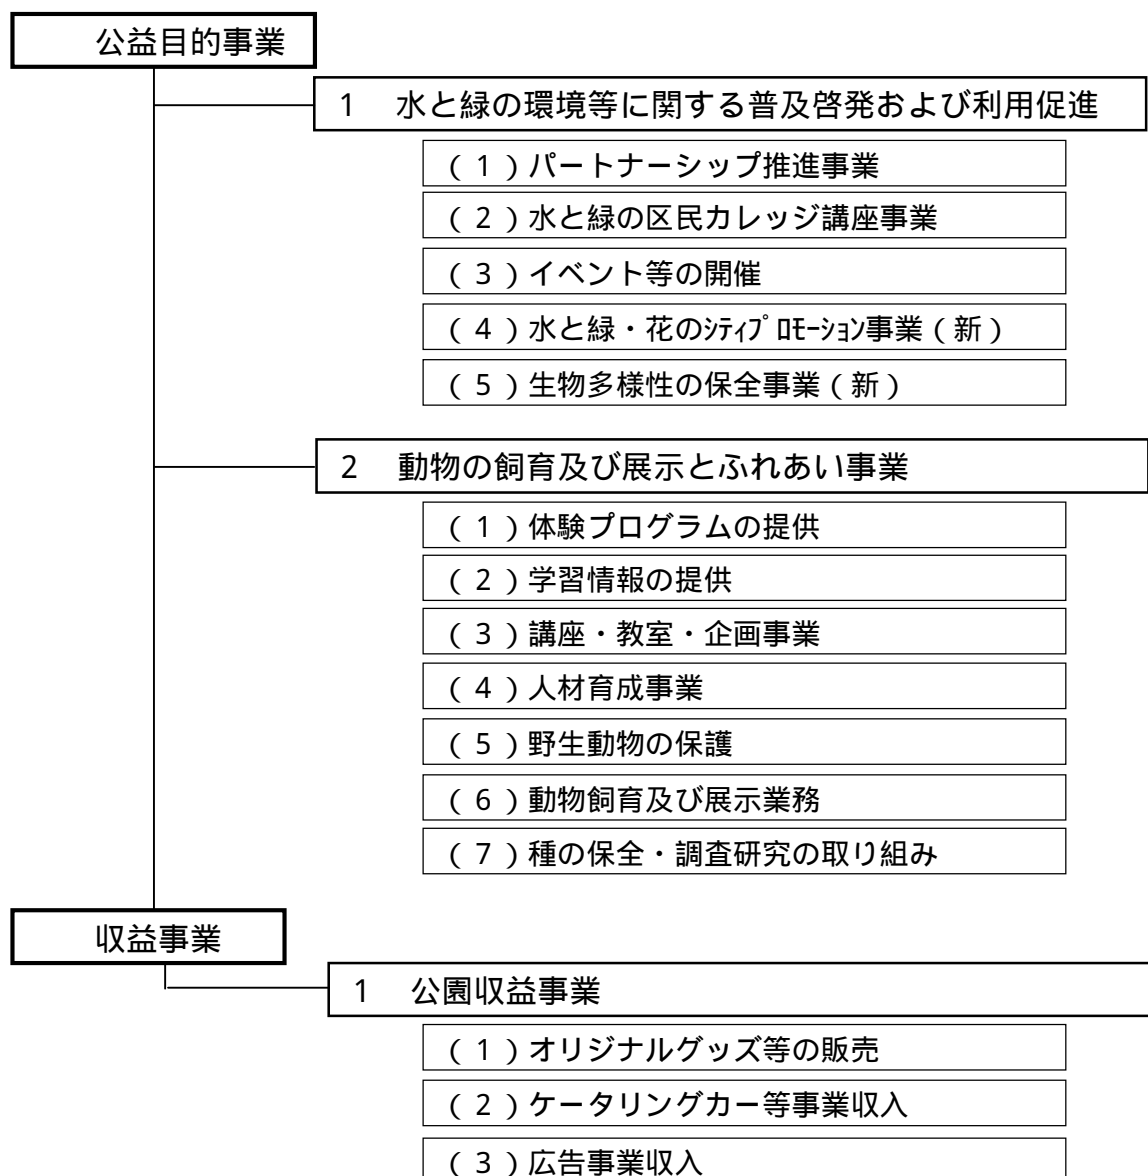 公益目的事業
1 水と緑の環境等に関する普及啓発および利用促進
(1)パートナーシップ推進事業
(2)水と緑の区民カレッジ講座事業
(3)イベント等の開催
(4)水と緑・花のｼﾃｨﾌﾟﾛﾓｰｼｮﾝ事業(新)
(5)生物多様性の保全事業(新)
2 動物の飼育及び展示とふれあい事業
(1)体験プログラムの提供
(2)学習情報の提供
(3)講座・教室・企画事業
(4)人材育成事業
(5)野生動物の保護
(6)動物飼育及び展示業務
(7)種の保全・調査研究の取り組み
収益事業
1 公園収益事業
(1)オリジナルグッズ等の販売
(2)ケータリングカー等事業収入
(3)広告事業収入